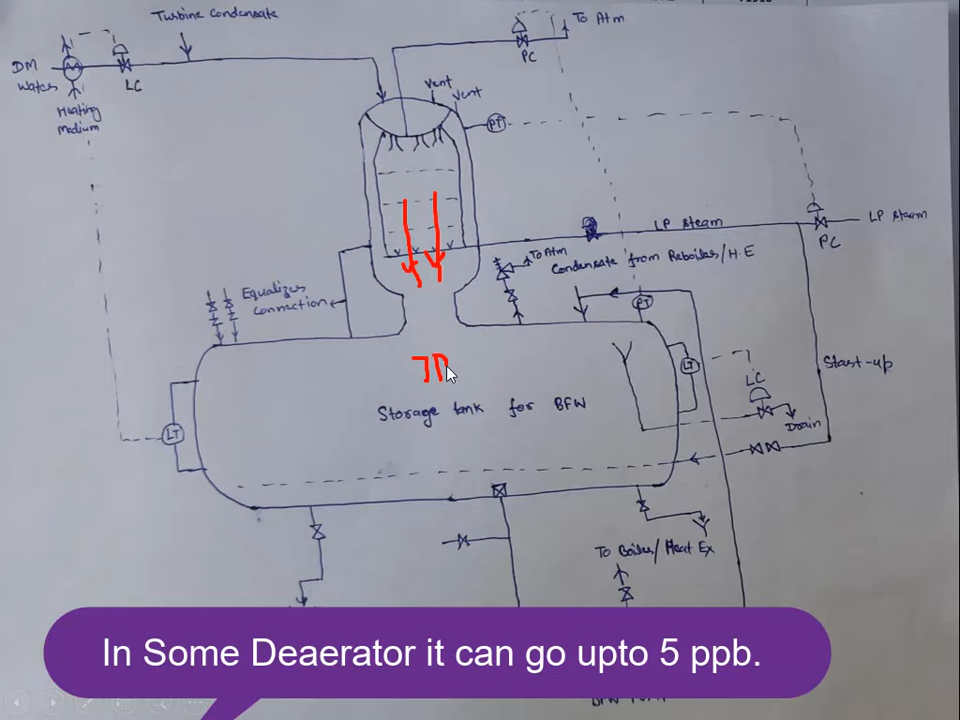 Turbine Condensate
To Atm
PC
DM
Water
LC
Heating
medium
Vent
Vent
PT
LP Steam
LP Steam
PC
To Atm
Condensate from Reboiler/H.E
Equalizer
Connection
PT
LT
Start-up
LC
Drain
Storage tank for BFW
LT
To Boiler/Heat Ex
In Some Deaerator it can go upto 5 ppb.